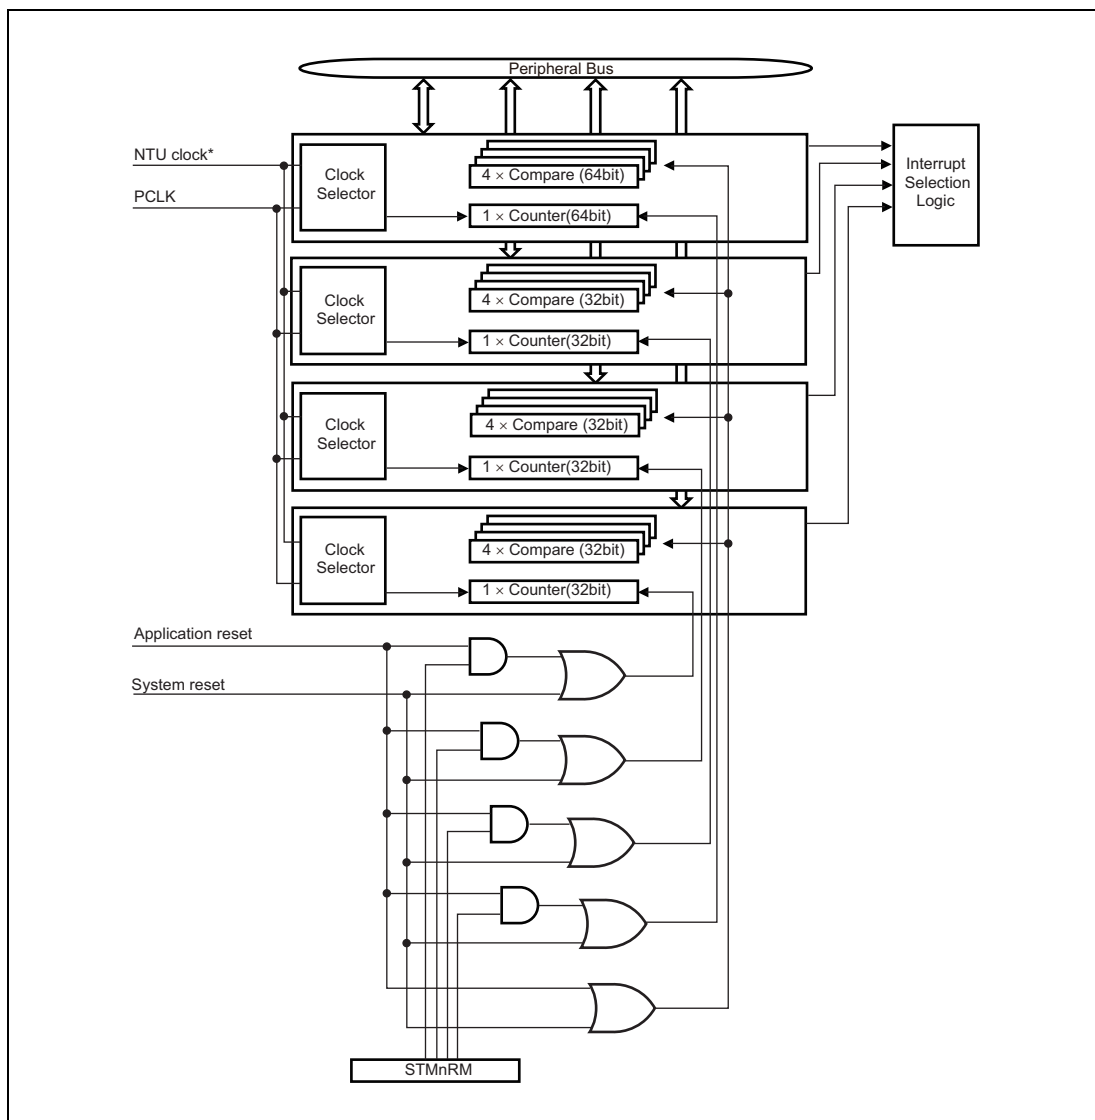 Peripheral Bus
NTU clock*
PCLK
Clock
Selector
4 × Compare (64bit)
1 × Counter(64bit)
Interrupt
Selection
Logic
Clock
Selector
4 × Compare (32bit)
1 × Counter(32bit)
Clock
Selector
4 × Compare (32bit)
1 × Counter(32bit)
Clock
Selector
4 × Compare (32bit)
1 × Counter(32bit)
Application reset
System reset
STMnRM